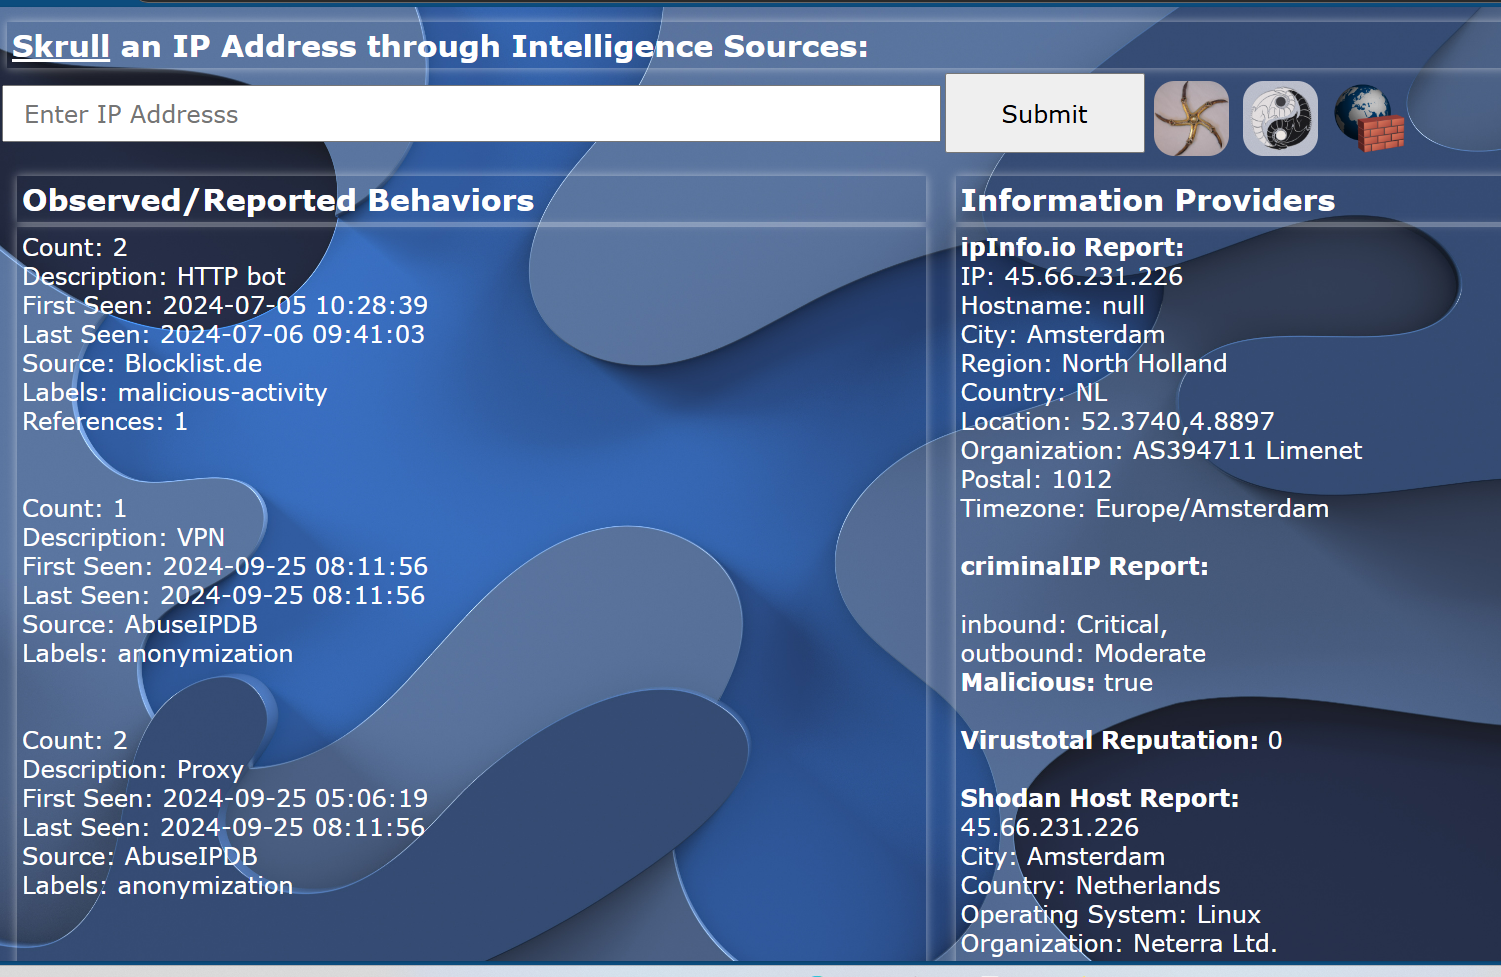 Skrull an IP Address through Intelligence Sources:
Enter IP Addresss
Submit
Observed/Reported Behaviors
Count: 2
Description: HTTP bot
First Seen: 2024-07-05 10:28:39
Last Seen: 2024-07-06 09:41:03
Source: Blocklist.de
Labels: malicious-activity
References: 1
Count: 1
Description: VPN
First Seen: 2024-09-25 08:11:56
Last Seen: 2024-09-25 08:11:56
Source: AbuseIPDB
Labels: anonymization
Count: 2
Description: Proxy
First Seen: 2024-09-25 05:06:19
Last Seen: 2024-09-25 08:11:56
Source: AbuseIPDB
Labels: anonymization
Information Providers
ipInfo.io Report:
IP: 45.66.231.226
Hostname: null
City: Amsterdam
Region: North Holland
Country: NL
Location: 52.3740,4.8897
Organization: AS394711 Limenet
Postal: 1012
Timezone: Europe/Amsterdam
criminalIP Report:
inbound: Critical,
outbound: Moderate
Malicious: true
Virustotal Reputation: 0
Shodan Host Report:
45.66.231.226
City: Amsterdam
Country: Netherlands
Operating System: Linux
Organization: Neterra Ltd.